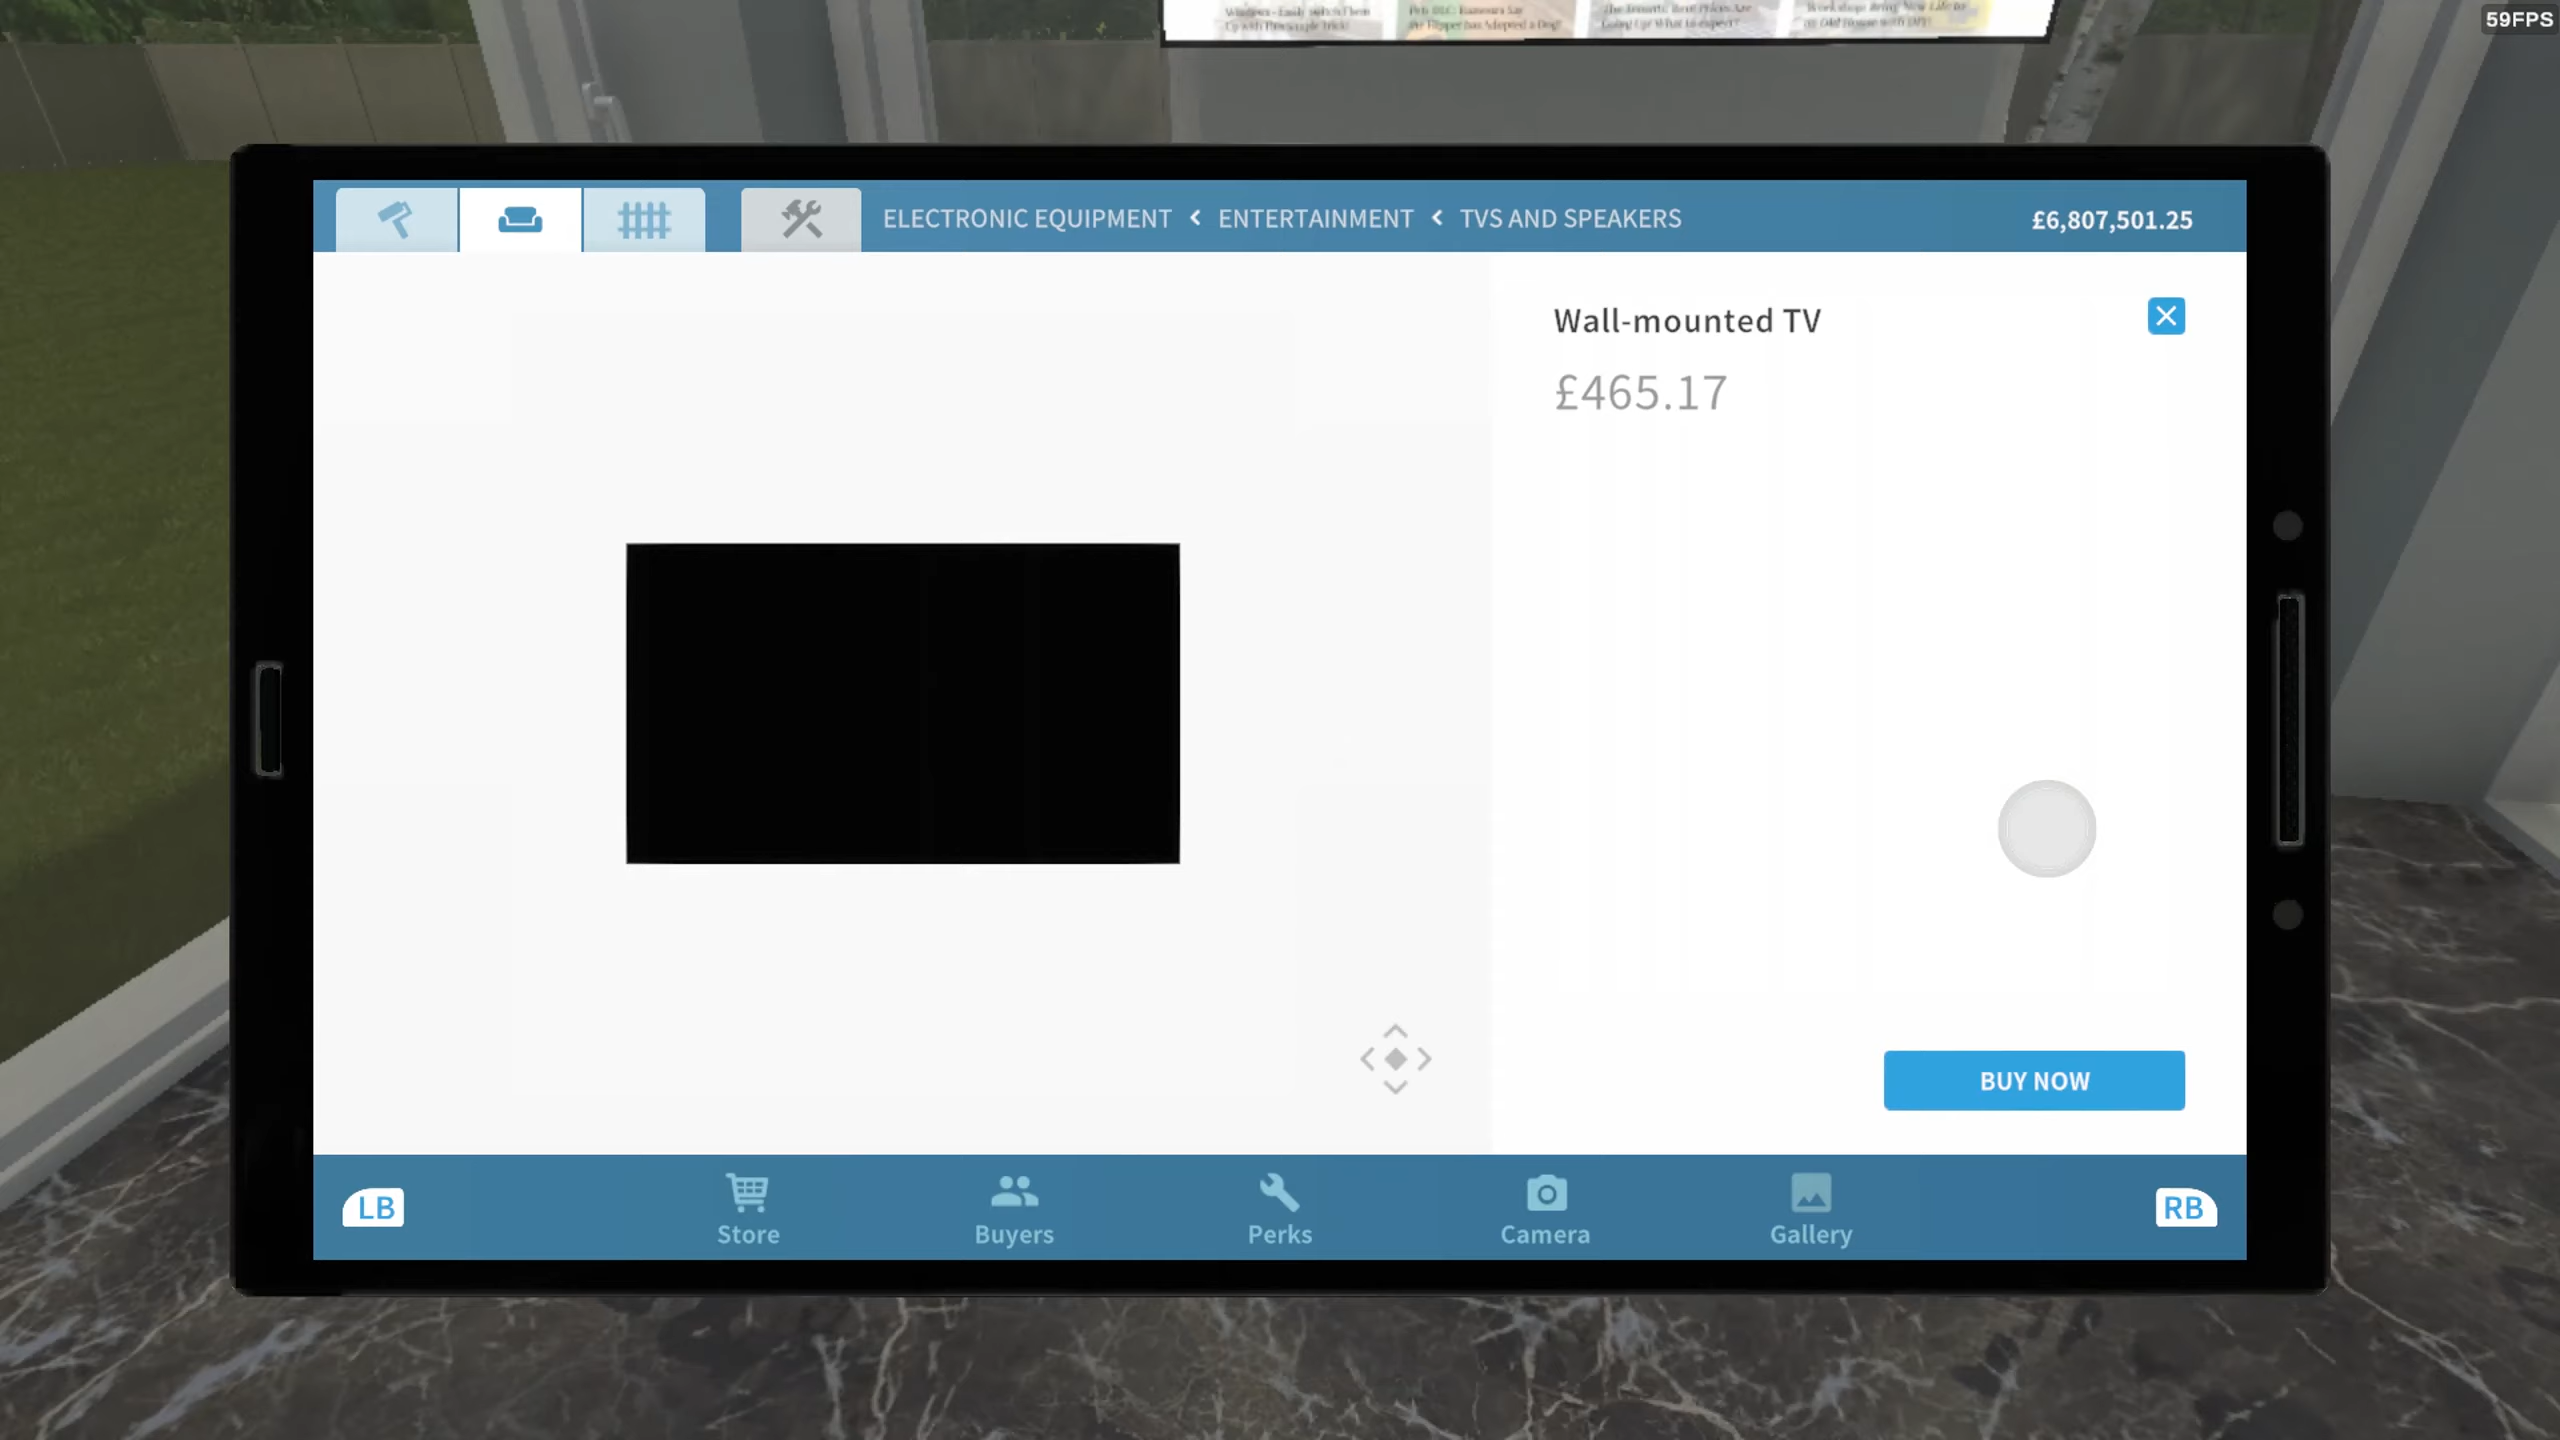 59FPS
ELECTRONIC EQUIPMENT < ENTERTAINMENT < TVS AND SPEAKERS
£6,807,501.25
Wall-mounted TV
£465.17
BUY NOW
LB
Store
Buyers
Perks
Camera
Gallery
RB